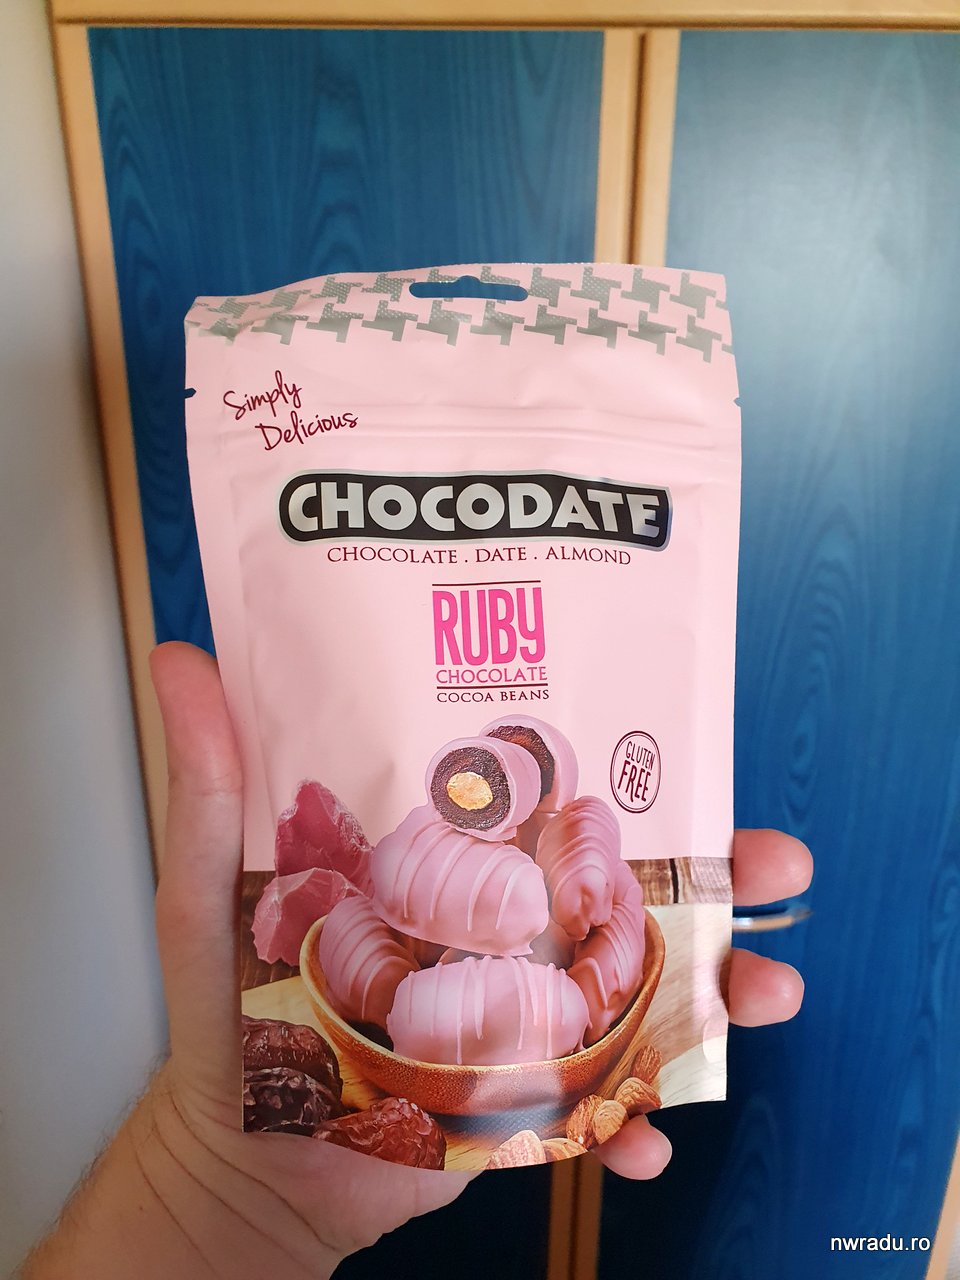 Simply
Delicious
CHOCODATE
CHOCOLATE . DATE . ALMOND
RUBY
CHOCOLATE
COCOA BEANS
GLUTEN
FREE
nwradu.ro